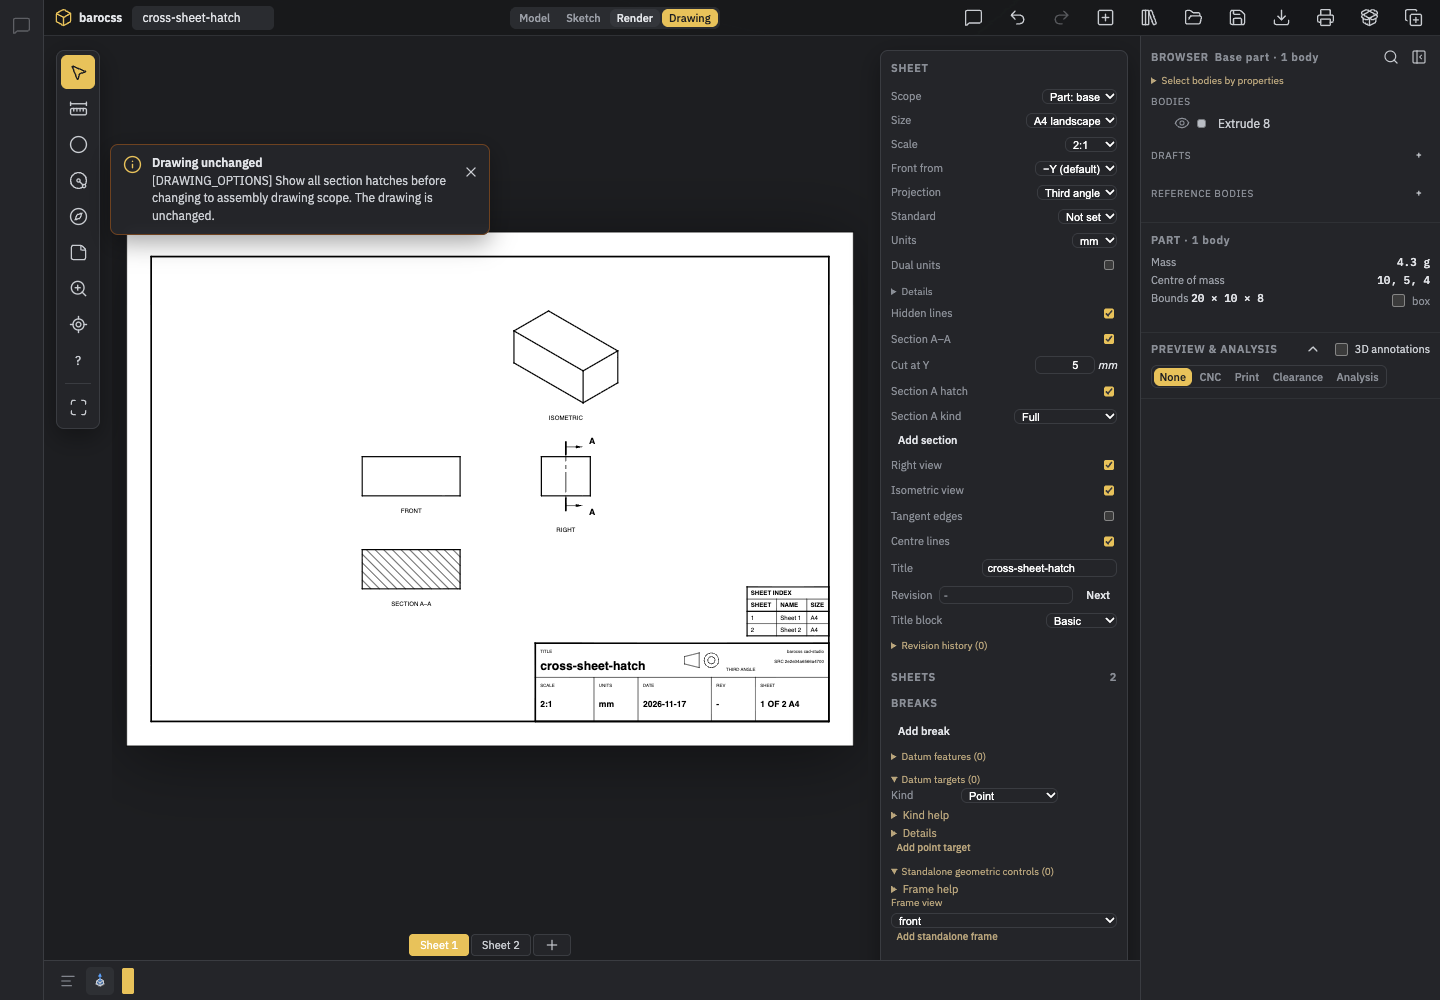 barocss
cross-sheet-hatch
Model Sketch Render Drawing
Drawing unchanged
[DRAWING_OPTIONS] Show all section hatches before
changing to assembly drawing scope. The drawing is
unchanged.
?
ISOMETRIC
FRONT
A
A
RIGHT
SECTION A–A
SHEET INDEX
SHEET NAME SIZE
1 Sheet 1 A4
2 Sheet 2 A4
TITLE
cross-sheet-hatch
THIRD ANGLE
barocss cad-studio
SCALE UNITS DATE REV SHEET
2:1 mm 2026-11-17 - 1 OF 2 A4
Sheet 1 Sheet 2 +
SHEET
Scope Part: base
Size A4 landscape
Scale 2:1
Front from −Y (default)
Projection Third angle
Standard Not set
Units mm
Dual units
Details
Hidden lines
Section A–A
Cut at Y 5 mm
Section A hatch
Section A kind Full
Add section
Right view
Isometric view
Tangent edges
Centre lines
Title cross-sheet-hatch
Revision - Next
Title block Basic
Revision history (0)
SHEETS 2
BREAKS
Add break
Datum features (0)
Datum targets (0)
Kind Point
Kind help
Details
Add point target
Standalone geometric controls (0)
Frame help
Frame view
front
Add standalone frame
BROWSER Base part · 1 body
Select bodies by properties
BODIES
Extrude 8
DRAFTS +
REFERENCE BODIES +
PART · 1 body
Mass 4.3 g
Centre of mass 10, 5, 4
Bounds 20 × 10 × 8 box
PREVIEW & ANALYSIS 3D annotations
None CNC Print Clearance Analysis